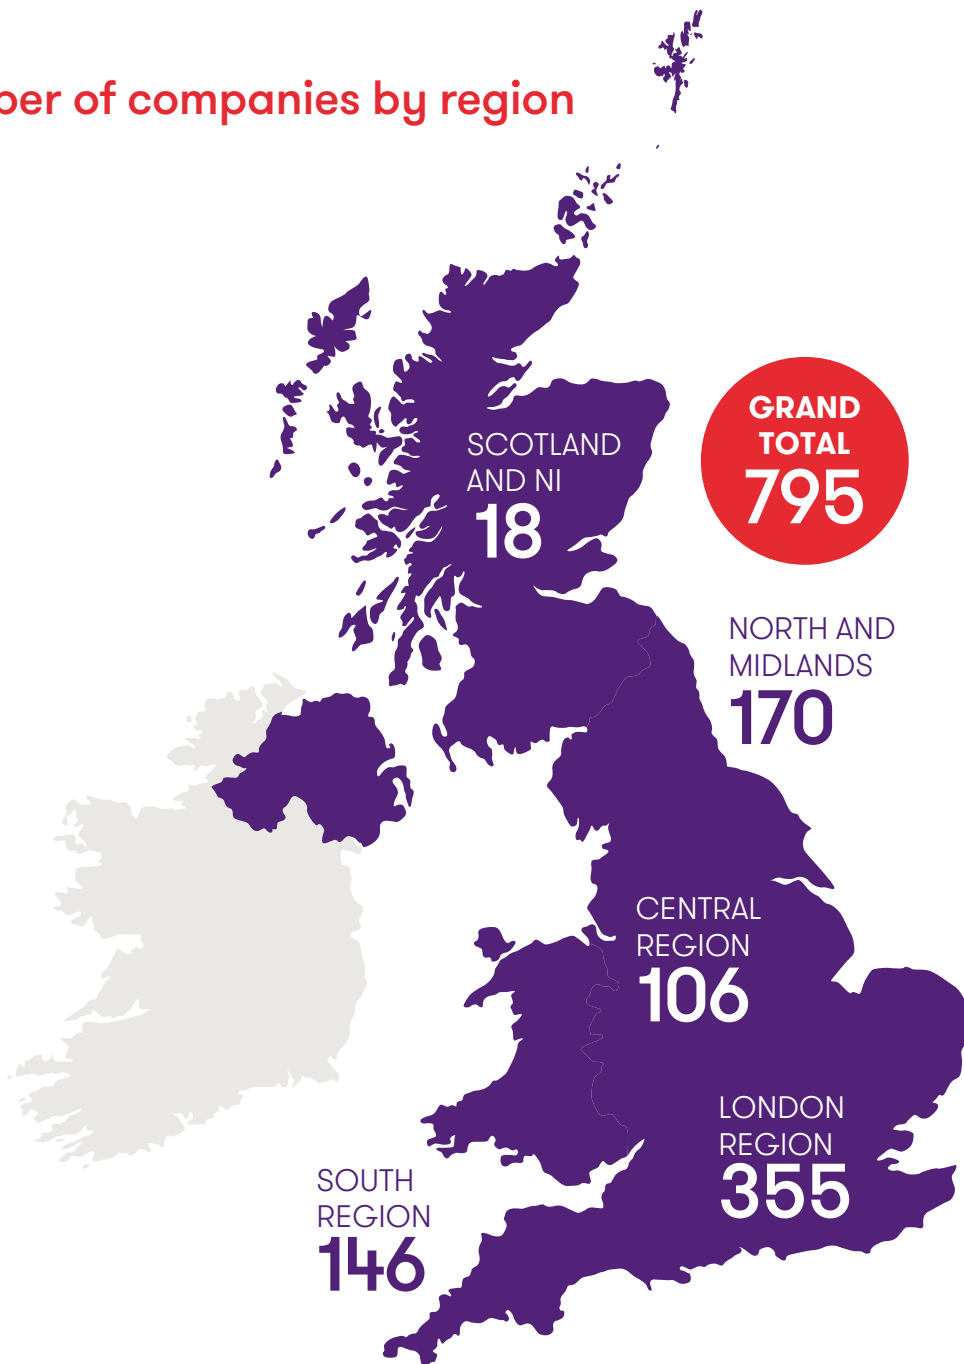 of companies by region
SCOTLAND
AND NI
18
GRAND
TOTAL
795
NORTH AND
MIDLANDS
170
CENTRAL
REGION
106
LONDON
REGION
355
SOUTH
REGION
146